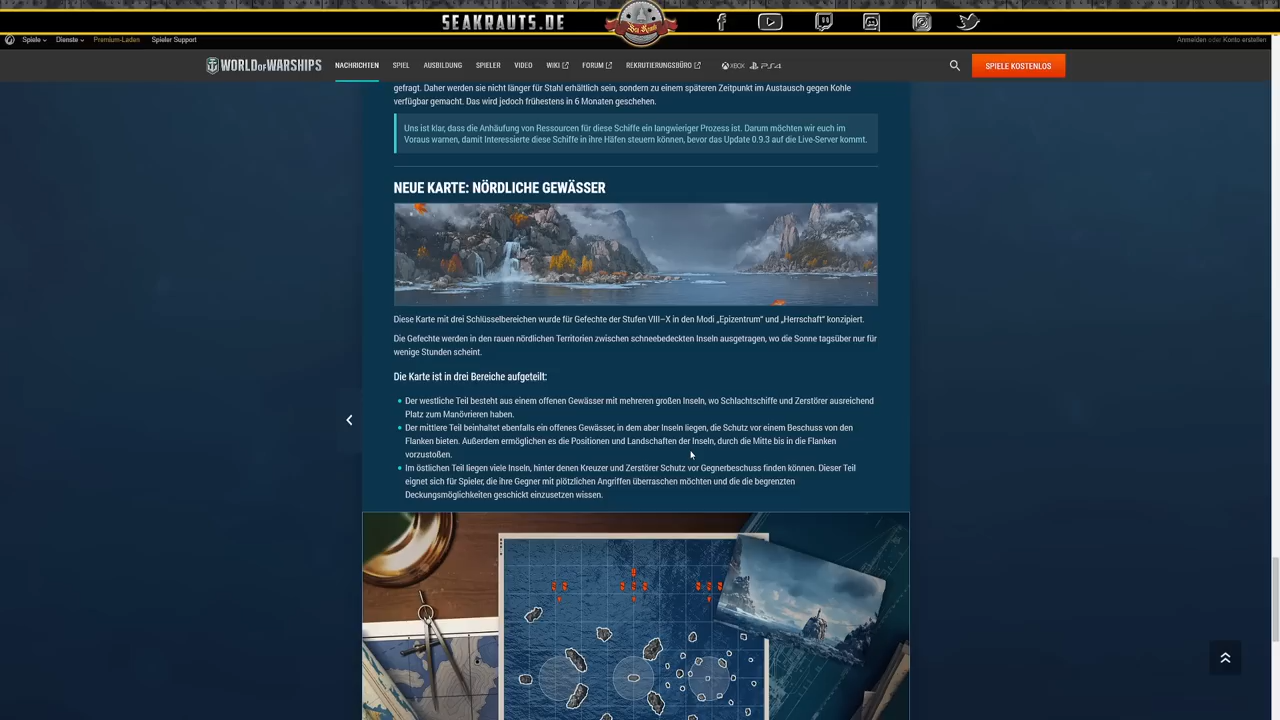 SEAKRAUTS.DE
Spiele
Dienste
Premium-Laden
Spieler Support
Anmelden oder Konto erstellen
WORLD OF WARSHIPS
NACHRICHTEN
SPIEL
AUSBILDUNG
SPIELER
VIDEO
WIKI
FORUM
REKRUTIERUNGSBÜRO
XBOX
PS4
SPIELE KOSTENLOS
gefragt. Daher werden sie nicht länger für Stahl erhältlich sein, sondern zu einem späteren Zeitpunkt im Austausch gegen Kohle
verfügbar gemacht. Das wird jedoch frühestens in 6 Monaten geschehen.
Uns ist klar, dass die Anhäufung von Ressourcen für diese Schiffe ein langwieriger Prozess ist. Darum möchten wir euch im
Voraus warnen, damit Interessierte diese Schiffe in ihre Häfen steuern können, bevor das Update 0.9.3 auf die Live-Server kommt.
NEUE KARTE: NÖRDLICHE GEWÄSSER
Diese Karte mit drei Schlüsselbereichen wurde für Gefechte der Stufen VIII–X in den Modi „Epizentrum" und „Herrschaft" konzipiert.
Die Gefechte werden in den rauen nördlichen Territorien zwischen schneebedeckten Inseln ausgetragen, wo die Sonne tagsüber nur für
wenige Stunden scheint.
Die Karte ist in drei Bereiche aufgeteilt:
Der westliche Teil besteht aus einem offenen Gewässer mit mehreren großen Inseln, wo Schlachtschiffe und Zerstörer ausreichend
Platz zum Manövrieren haben.
Der mittlere Teil beinhaltet ebenfalls ein offenes Gewässer, in dem aber Inseln liegen, die Schutz vor einem Beschuss von den
Flanken bieten. Außerdem ermöglichen es die Positionen und Landschaften der Inseln, durch die Mitte bis in die Flanken
vorzustoßen.
Im östlichen Teil liegen viele Inseln, hinter denen Kreuzer und Zerstörer Schutz vor Gegnerbeschuss finden können. Dieser Teil
eignet sich für Spieler, die ihre Gegner mit plötzlichen Angriffen überraschen möchten und die die begrenzten
Deckungsmöglichkeiten geschickt einzusetzen wissen.